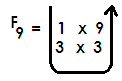 F₉ = 1 x 9
3 x 3